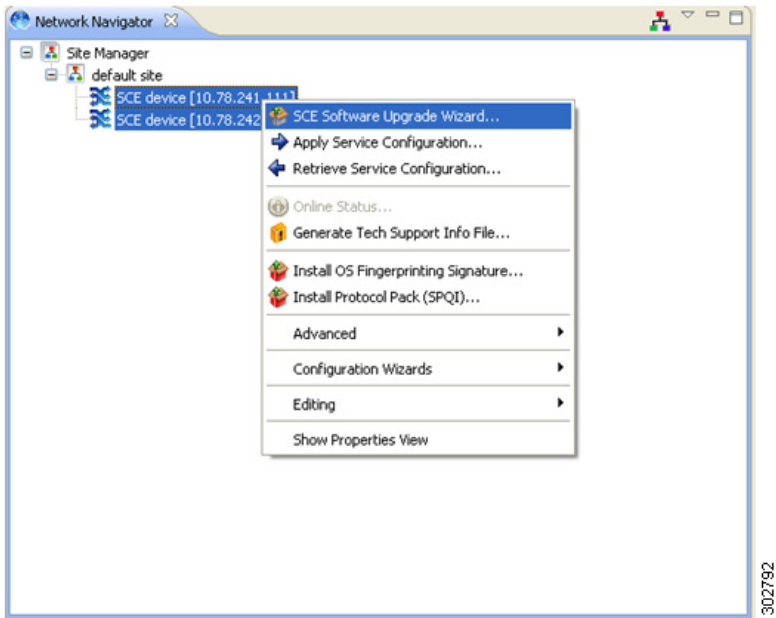 Network Navigator
Site Manager
default site
SCE device [10.78.241.111]
SCE device [10.78.242
SCE Software Upgrade Wizard...
Apply Service Configuration...
Retrieve Service Configuration...
Online Status...
Generate Tech Support Info File...
Install OS Fingerprinting Signature...
Install Protocol Pack (SPQI)...
Advanced
Configuration Wizards
Editing
Show Properties View
302792